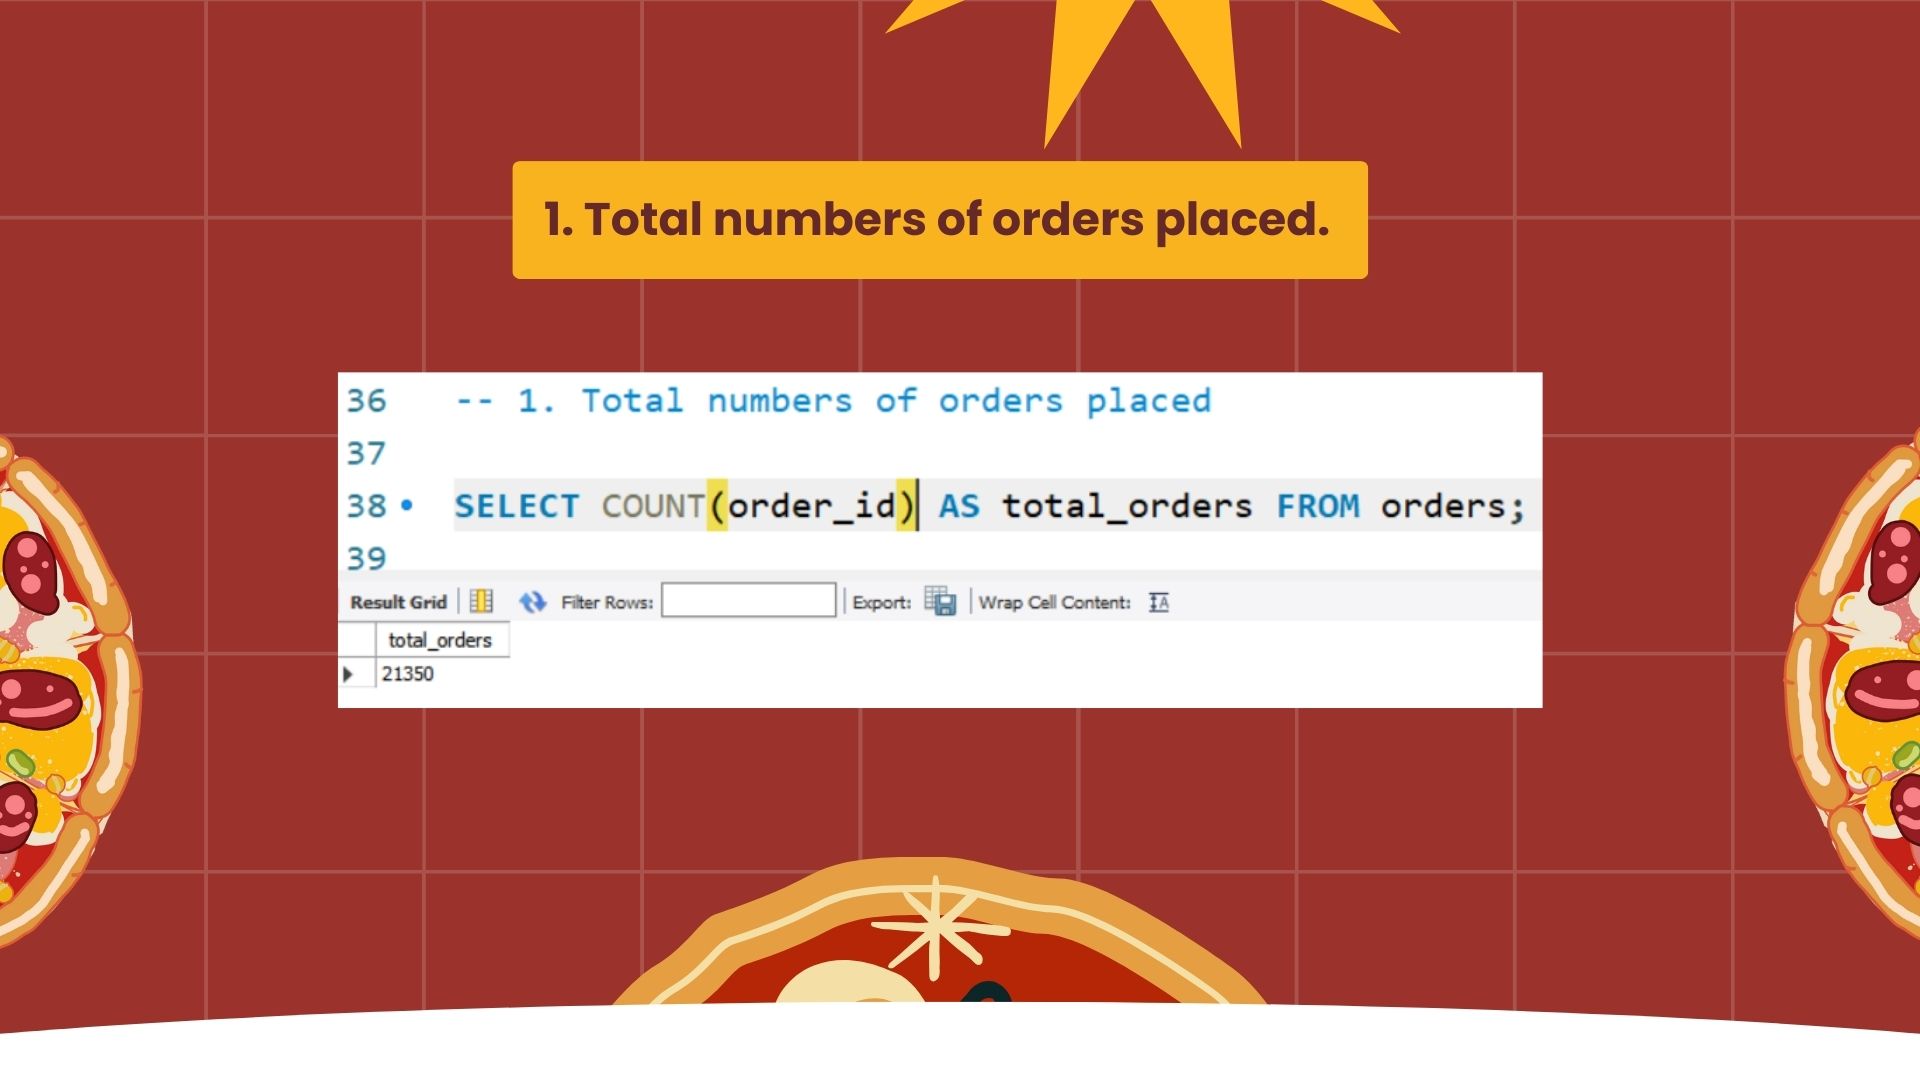 1. Total numbers of orders placed.
36 -- 1. Total numbers of orders placed
37
38 SELECT COUNT(order_id) AS total_orders FROM orders;
39
Result Grid Filter Rows: Export: Wrap Cell Content: IA
total_orders
21350